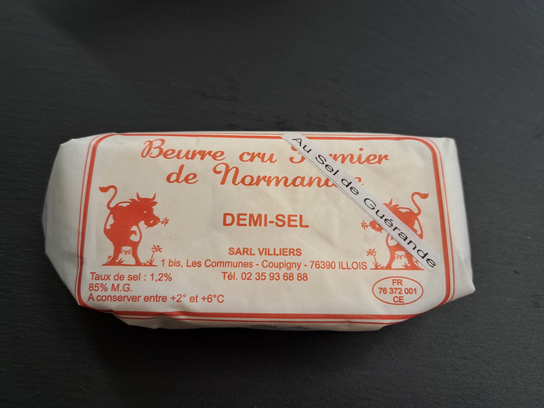 Beurre cru Fermier
de Normandie
Au Sel de Guérande
DEMI-SEL
SARL VILLIERS
1 bis, Les Communes - Coupigny - 76390 ILLOIS
Tél. 02 35 93 68 88
Taux de sel : 1,2%
85% M.G.
A conserver entre +2° et +6°C
FR
76 372 001
CE